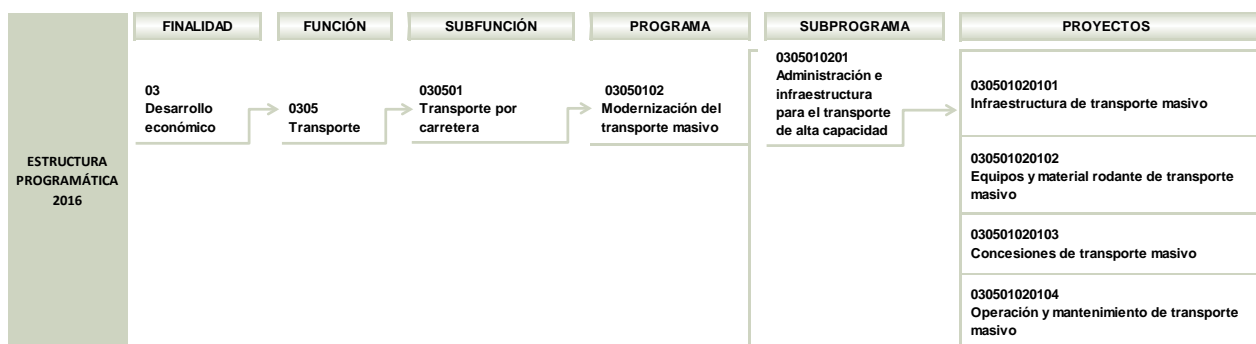 FINALIDAD
FUNCIÓN
SUBFUNCIÓN
PROGRAMA
SUBPROGRAMA
PROYECTOS
ESTRUCTURA
PROGRAMÁTICA
2016
03
Desarrollo
económico
0305
Transporte
030501
Transporte por
carretera
03050102
Modernización del
transporte masivo
0305010201
Administración e
infraestructura
para el transporte
de alta capacidad
030501020101
Infraestructura de transporte masivo
030501020102
Equipos y material rodante de transporte
masivo
030501020103
Concesiones de transporte masivo
030501020104
Operación y mantenimiento de transporte
masivo